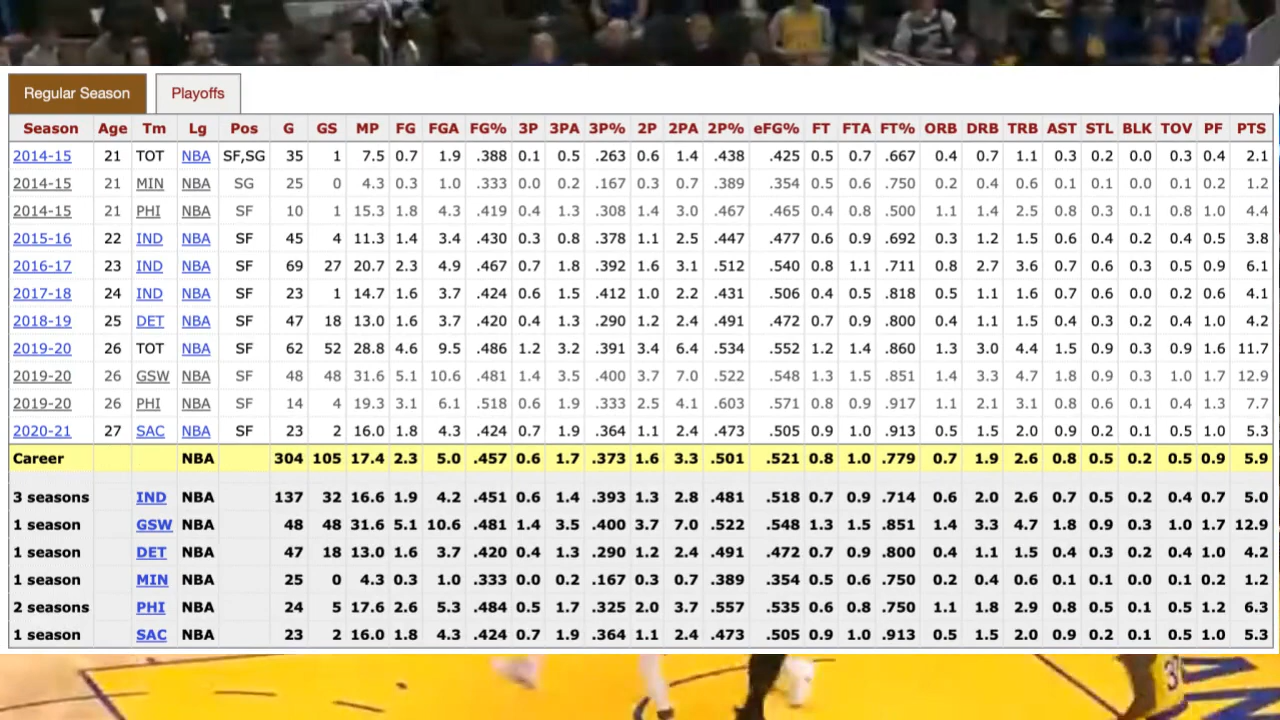 Regular Season Playoffs
Season Age Tm Lg Pos G GS MP FG FGA FG% 3P 3PA 3P% 2P 2PA 2P% eFG% FT FTA FT% ORB DRB TRB AST STL BLK TOV PF PTS
2014-15 21 TOT NBA SF,SG 35 1 7.5 0.7 1.9 .388 0.1 0.5 .263 0.6 1.4 .438 .425 0.5 0.7 .667 0.4 0.7 1.1 0.3 0.2 0.0 0.3 0.4 2.1
2014-15 21 MIN NBA SG 25 0 4.3 0.3 1.0 .333 0.0 0.2 .167 0.3 0.7 .389 .354 0.5 0.6 .750 0.2 0.4 0.6 0.1 0.1 0.0 0.1 0.2 1.2
2014-15 21 PHI NBA SF 10 1 15.3 1.8 4.3 .419 0.4 1.3 .308 1.4 3.0 .467 .465 0.4 0.8 .500 1.1 1.4 2.5 0.8 0.3 0.1 0.8 1.0 4.4
2015-16 22 IND NBA SF 45 4 11.3 1.4 3.4 .430 0.3 0.8 .378 1.1 2.5 .447 .477 0.6 0.9 .692 0.3 1.2 1.5 0.6 0.4 0.2 0.4 0.5 3.8
2016-17 23 IND NBA SF 69 27 20.7 2.3 4.9 .467 0.7 1.8 .392 1.6 3.1 .512 .540 0.8 1.1 .711 0.8 2.7 3.6 0.7 0.6 0.3 0.5 0.9 6.1
2017-18 24 IND NBA SF 23 1 14.7 1.6 3.7 .424 0.6 1.5 .412 1.0 2.2 .431 .506 0.4 0.5 .818 0.5 1.1 1.6 0.7 0.6 0.0 0.2 0.6 4.1
2018-19 25 DET NBA SF 47 18 13.0 1.6 3.7 .420 0.4 1.3 .290 1.2 2.4 .491 .472 0.7 0.9 .800 0.4 1.1 1.5 0.4 0.3 0.2 0.4 1.0 4.2
2019-20 26 TOT NBA SF 62 52 28.8 4.6 9.5 .486 1.2 3.2 .391 3.4 6.4 .534 .552 1.2 1.4 .860 1.3 3.0 4.4 1.5 0.9 0.3 0.9 1.6 11.7
2019-20 26 GSW NBA SF 48 48 31.6 5.1 10.6 .481 1.4 3.5 .400 3.7 7.0 .522 .548 1.3 1.5 .851 1.4 3.3 4.7 1.8 0.9 0.3 1.0 1.7 12.9
2019-20 26 PHI NBA SF 14 4 19.3 3.1 6.1 .518 0.6 1.9 .333 2.5 4.1 .603 .571 0.8 0.9 .917 1.1 2.1 3.1 0.8 0.6 0.1 0.4 1.3 7.7
2020-21 27 SAC NBA SF 23 2 16.0 1.8 4.3 .424 0.7 1.9 .364 1.1 2.4 .473 .505 0.9 1.0 .913 0.5 1.5 2.0 0.9 0.2 0.1 0.5 1.0 5.3
Career NBA 304 105 17.4 2.3 5.0 .457 0.6 1.7 .373 1.6 3.3 .501 .521 0.8 1.0 .779 0.7 1.9 2.6 0.8 0.5 0.2 0.5 0.9 5.9
3 seasons IND NBA 137 32 16.6 1.9 4.2 .451 0.6 1.4 .393 1.3 2.8 .481 .518 0.7 0.9 .714 0.6 2.0 2.6 0.7 0.5 0.2 0.4 0.7 5.0
1 season GSW NBA 48 48 31.6 5.1 10.6 .481 1.4 3.5 .400 3.7 7.0 .522 .548 1.3 1.5 .851 1.4 3.3 4.7 1.8 0.9 0.3 1.0 1.7 12.9
1 season DET NBA 47 18 13.0 1.6 3.7 .420 0.4 1.3 .290 1.2 2.4 .491 .472 0.7 0.9 .800 0.4 1.1 1.5 0.4 0.3 0.2 0.4 1.0 4.2
1 season MIN NBA 25 0 4.3 0.3 1.0 .333 0.0 0.2 .167 0.3 0.7 .389 .354 0.5 0.6 .750 0.2 0.4 0.6 0.1 0.1 0.0 0.1 0.2 1.2
2 seasons PHI NBA 24 5 17.6 2.6 5.3 .484 0.5 1.7 .325 2.0 3.7 .557 .535 0.6 0.8 .750 1.1 1.8 2.9 0.8 0.5 0.1 0.5 1.2 6.3
1 season SAC NBA 23 2 16.0 1.8 4.3 .424 0.7 1.9 .364 1.1 2.4 .473 .505 0.9 1.0 .913 0.5 1.5 2.0 0.9 0.2 0.1 0.5 1.0 5.3